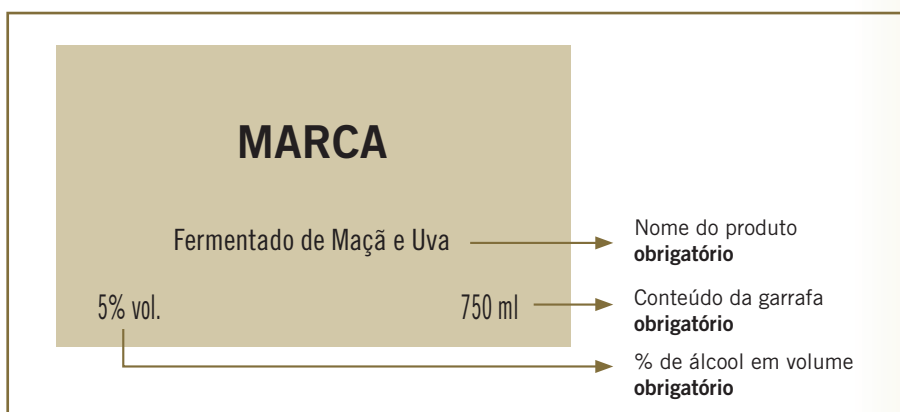 MARCA
Fermentado de Maçã e Uva
Nome do produto
obrigatório
5% vol.
750 ml
Conteúdo da garrafa
obrigatório
% de álcool em volume
obrigatório